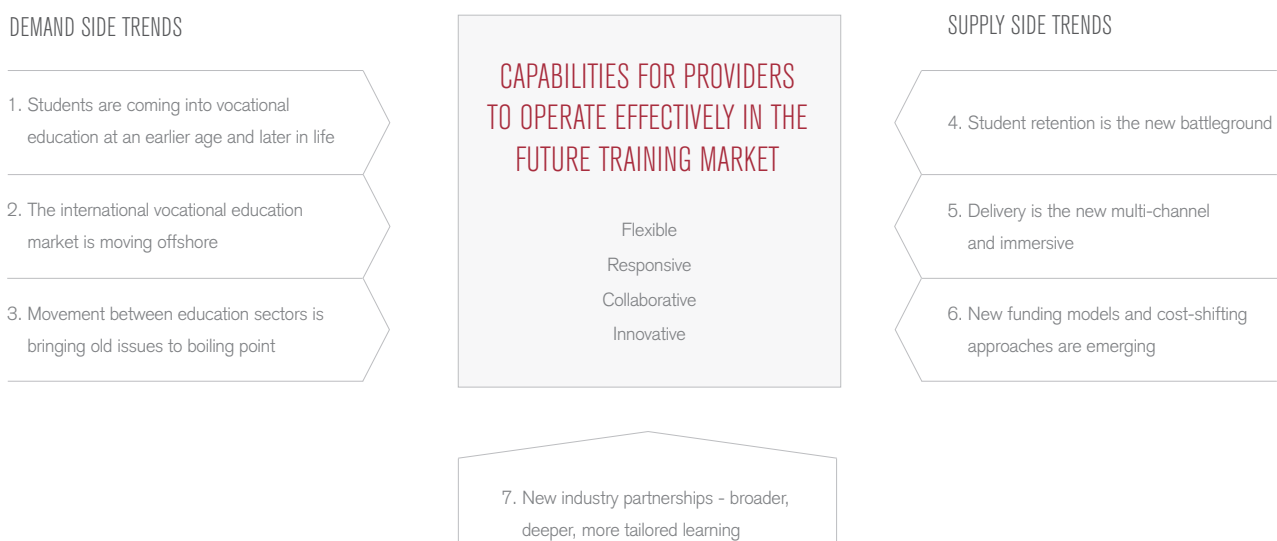 DEMAND SIDE TRENDS
1. Students are coming into vocational
education at an earlier age and later in life
2. The international vocational education
market is moving offshore
3. Movement between education sectors is
bringing old issues to boiling point
CAPABILITIES FOR PROVIDERS
TO OPERATE EFFECTIVELY IN THE
FUTURE TRAINING MARKET
Flexible
Responsive
Collaborative
Innovative
SUPPLY SIDE TRENDS
4. Student retention is the new battleground
5. Delivery is the new multi-channel
and immersive
6. New funding models and cost-shifting
approaches are emerging
7. New industry partnerships - broader,
deeper, more tailored learning